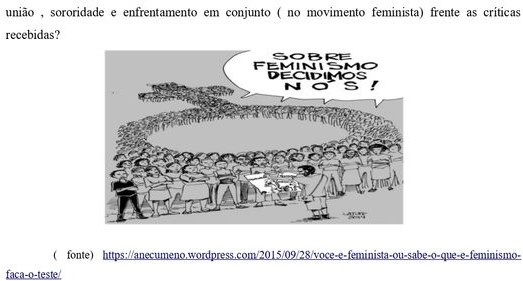 união , sororidade e enfrentamento em conjunto ( no movimento feminista) frente as críticas
recebidas?
SOBRE
FEMINISMO
DECIDIMOS
NÓS!
( fonte) https://anecumeno.wordpress.com/2015/09/28/voce-e-feminista-ou-sabe-o-que-e-feminismo-
faca-o-teste/